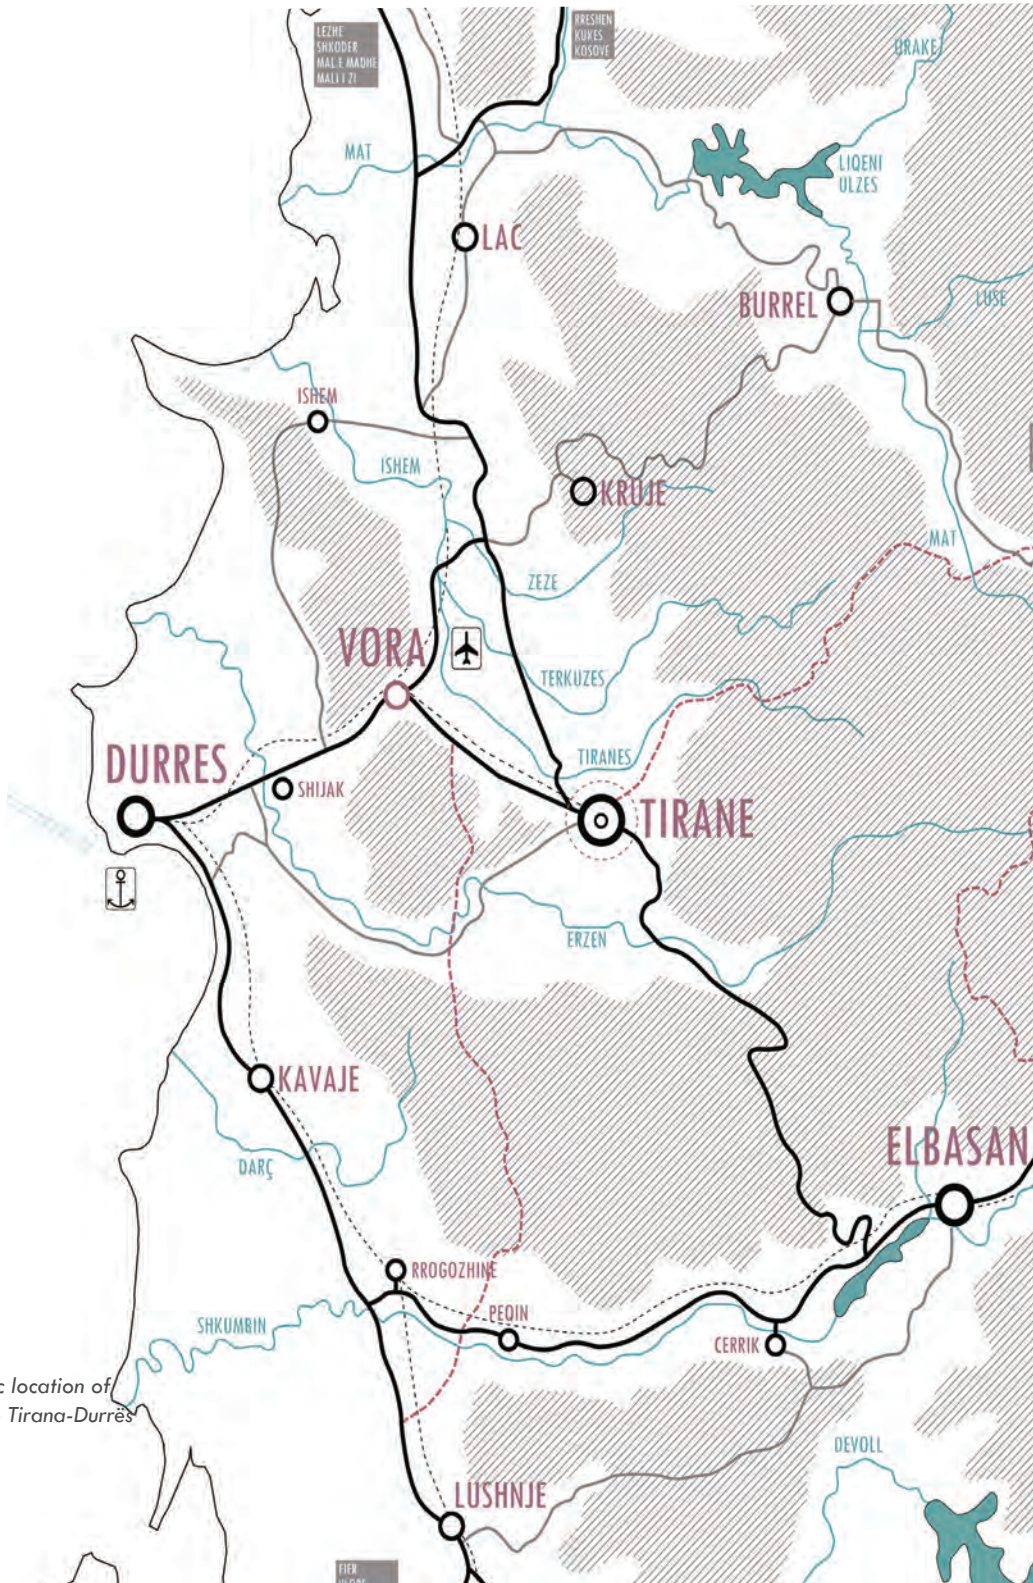 LEZHE
SHKODER
MAL E MADHE
MALI I ZI
RRESHEN
KUKES
KOSOVE
URAKE
MAT
LIQENI
ULZES
LAC
BURREL
LUSE
ISHEM
ISHEM
KRUJE
MAT
ZEZE
VORA
TERKUZES
DURRES
TIRANES
SHIJAK
TIRANE
ERZEN
KAVAJE
ELBASAN
DARÇ
RROGOZHINE
SHKUMBIN
PEQIN
CERRIK
c location of
Tirana-Durrës
DEVOLL
LUSHNJE
FIER